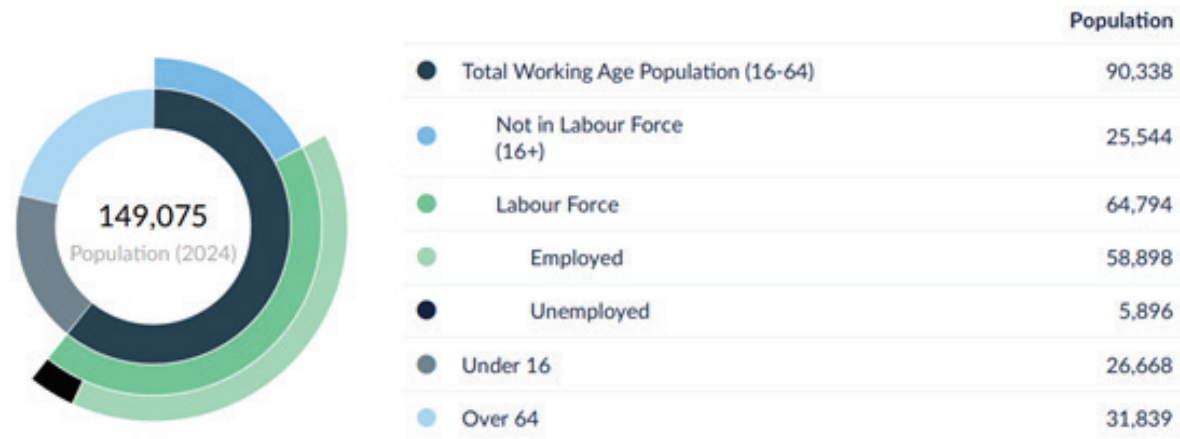 Population
149,075
Population (2024)
Total Working Age Population (16-64) 90,338
Not in Labour Force
(16+) 25,544
Labour Force 64,794
Employed 58,898
Unemployed 5,896
Under 16 26,668
Over 64 31,839